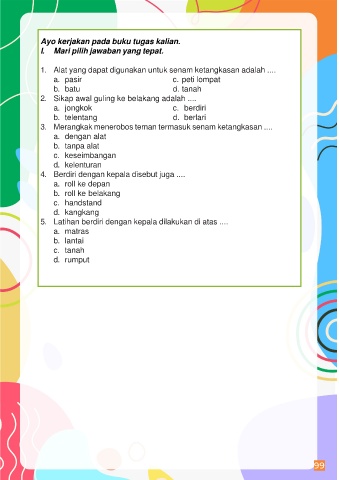 Ayo kerjakan pada buku tugas kalian.
I. Mari pilih jawaban yang tepat.
1. Alat yang dapat digunakan untuk senam ketangkasan adalah ....
a. pasir c. peti lompat
b. batu d. tanah
2. Sikap awal guling ke belakang adalah ....
a. jongkok c. berdiri
b. telentang d. berlari
3. Merangkak menerobos teman termasuk senam ketangkasan ....
a. dengan alat
b. tanpa alat
c. keseimbangan
d. kelenturan
4. Berdiri dengan kepala disebut juga ....
a. roll ke depan
b. roll ke belakang
c. handstand
d. kangkang
5. Latihan berdiri dengan kepala dilakukan di atas ....
a. matras
b. lantai
c. tanah
d. rumput
99